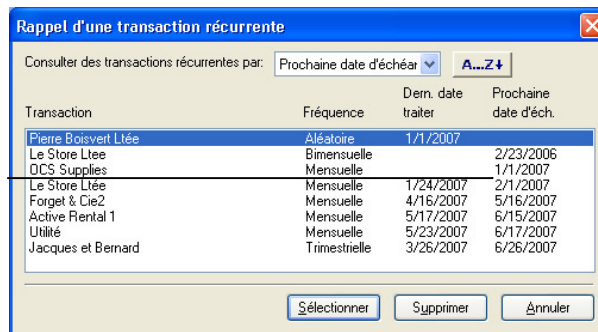 Rappel d'une transaction récurrente
Consulter des transactions récurrentes par: Prochaine date d'échéar A...Z
Dern. date Prochaine
Transaction Fréquence traiter date d'éch.
Pierre Boisvert Ltée Aléatoire 1/1/2007
Le Store Ltee Bimensuelle 2/23/2006
OCS Supplies Mensuelle 1/1/2007
Le Store Ltée Mensuelle 1/24/2007 2/1/2007
Forget & Cie2 Mensuelle 4/16/2007 5/16/2007
Active Rental 1 Mensuelle 5/17/2007 6/15/2007
Utilité Mensuelle 5/23/2007 6/17/2007
Jacques et Bernard Trimestrielle 3/26/2007 6/26/2007
Sélectionner Supprimer Annuler